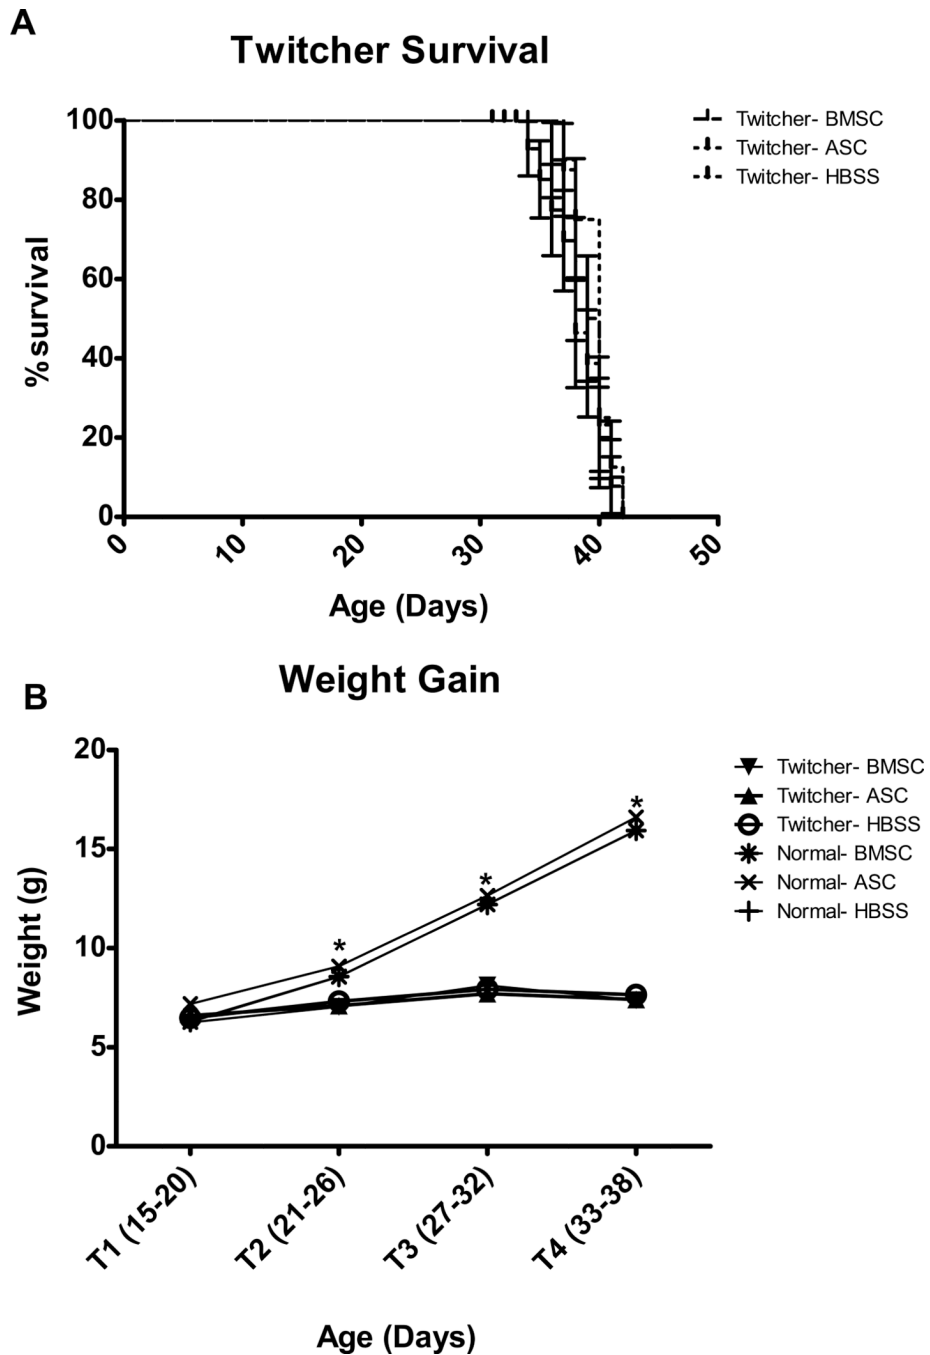 A
Twitcher Survival
100
80
60
40
20
0
%survival
0 10 20 30 40 50
Age (Days)
Twitcher- BMSC
Twitcher- ASC
Twitcher- HBSS
B
Weight Gain
20
15
10
5
0
Weight (g)
* * *
T1 (15-20) T2 (21-26) T3 (27-32) T4 (33-38)
Age (Days)
Twitcher- BMSC
Twitcher- ASC
Twitcher- HBSS
Normal- BMSC
Normal- ASC
Normal- HBSS